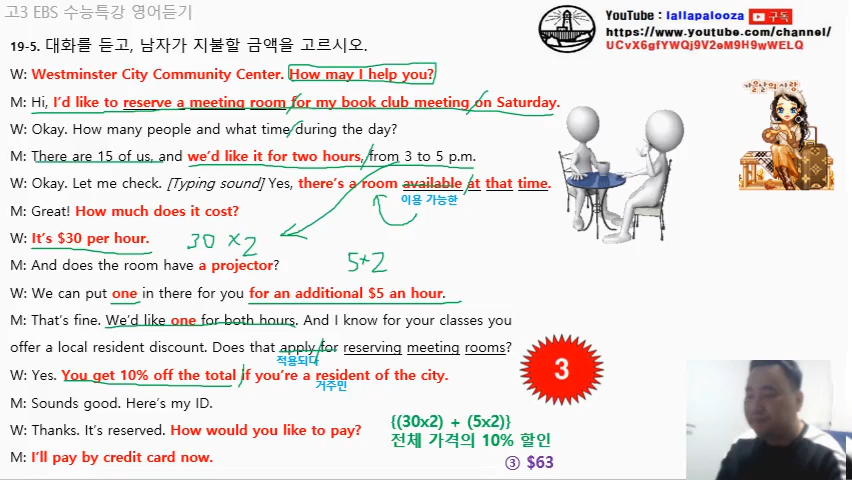 고3 EBS 수능특강 영어듣기
YouTube : lallapalooza 구독
https://www.youtube.com/channel/
UCvX6gfYWQj9V2eM9H9wWELQ
19-5. 대화를 듣고, 남자가 지불할 금액을 고르시오.
W: Westminster City Community Center. How may I help you?
M: Hi, I'd like to reserve a meeting room for my book club meeting on Saturday.
W: Okay. How many people and what time during the day?
M: There are 15 of us, and we'd like it for two hours, from 3 to 5 p.m.
W: Okay. Let me check. [Typing sound] Yes, there's a room available at that time.
이용 가능한
M: Great! How much does it cost?
W: It's $30 per hour. 30 ×2
M: And does the room have a projector? 5*2
W: We can put one in there for you for an additional $5 an hour.
M: That's fine. We'd like one for both hours. And I know for your classes you
offer a local resident discount. Does that apply for reserving meeting rooms?
적용되다
W: Yes. You get 10% off the total if you're a resident of the city.
거주민
M: Sounds good. Here's my ID.
W: Thanks. It's reserved. How would you like to pay?
M: I'll pay by credit card now.
가을날의 사랑
3
{(30x2) + (5x2)}
전체 가격의 10% 할인
③ $63